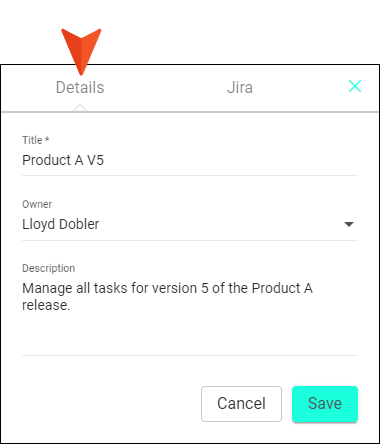 Details Jira
Title *
Product A V5
Owner
Lloyd Dobler
Description
Manage all tasks for version 5 of the Product A
release.
Cancel Save